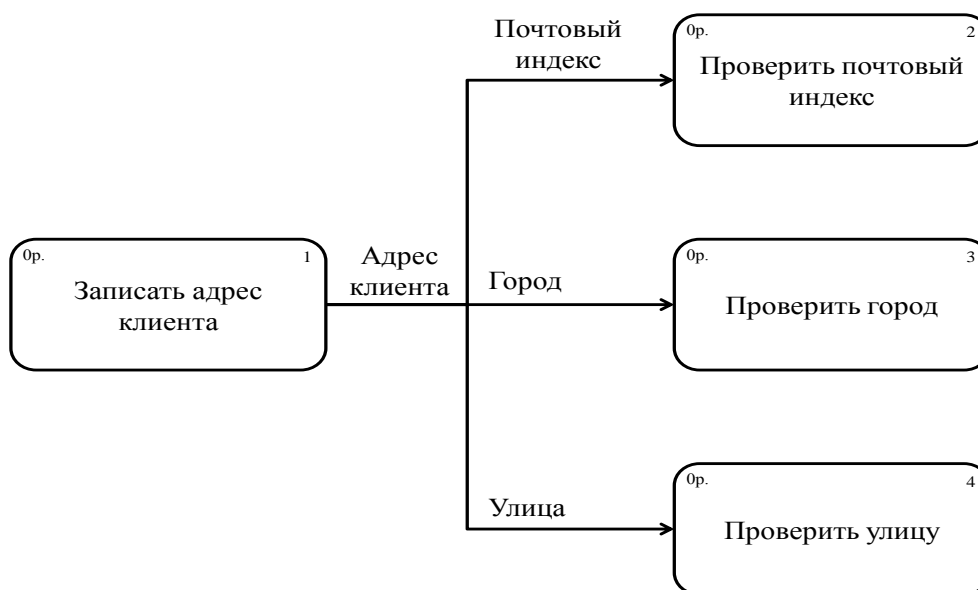 Почтовый
индекс
0р. 2
Проверить почтовый
индекс
0р. 1
Записать адрес
клиента
Адрес
клиента
Город
0р. 3
Проверить город
Улица
0р. 4
Проверить улицу